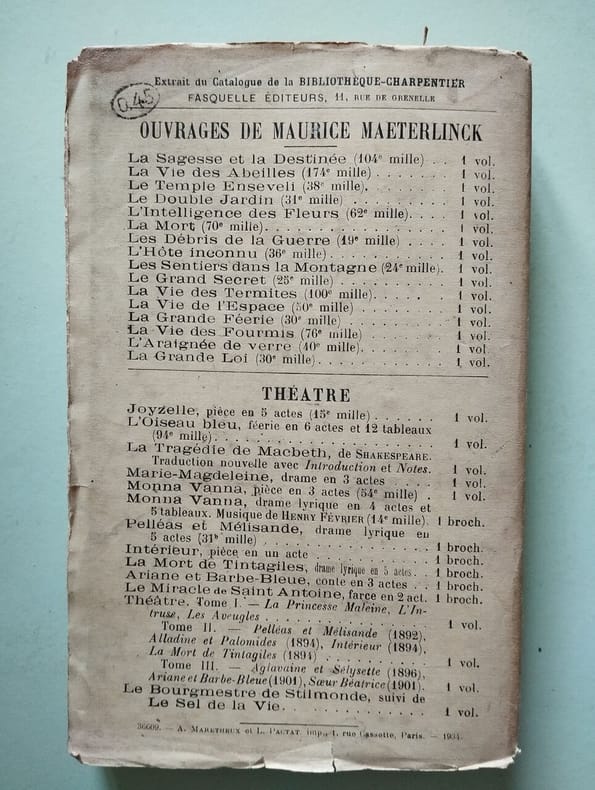 Extrait du Catalogue de la BIBLIOTHÈQUE-CHARPENTIER
0.45
FASQUELLE ÉDITEURS, 11, RUE DE GRENELLE
OUVRAGES DE MAURICE MAETERLINCK
La Sagesse et la Destinée (104e mille) . . 1 vol.
La Vie des Abeilles (174e mille) . . . . . . 1 vol.
Le Temple Enseveli (38e mille). . . . . . . 1 vol.
Le Double Jardin (31e mille) . . . . . . . 1 vol.
L'Intelligence des Fleurs (62e mille). . . . 1 vol.
La Mort (70e mille). . . . . . . . . . . . . 1 vol.
Les Débris de la Guerre (19e mille) . . . . 1 vol.
L'Hôte inconnu (36e mille) . . . . . . . . . 1 vol.
Les Sentiers dans la Montagne (24e mille). 1 vol.
Le Grand Secret (25e mille) . . . . . . . . 1 vol.
La Vie des Termites (100e mille). . . . . . 1 vol.
La Vie de l'Espace (50e mille) . . . . . . . 1 vol.
La Grande Féerie (30e mille) . . . . . . . . 1 vol.
La Vie des Fourmis (76e mille) . . . . . . 1 vol.
L'Araignée de verre (40e mille). . . . . . . 1 vol.
La Grande Loi (30e mille). . . . . . . . . . 1 vol.
THÉATRE
Joyzelle, pièce en 5 actes (15e mille) . . . . . . 1 vol.
L'Oiseau bleu, féerie en 6 actes et 12 tableaux
(94e mille). . . . . . . . . . . . . . . . . . 1 vol.
La Tragédie de Macbeth, de SHAKESPEARE.
Traduction nouvelle avec Introduction et Notes. 1 vol.
Marie-Magdeleine, drame en 3 actes . . . . 1 vol.
Monna Vanna, pièce en 3 actes (54e mille) . 1 vol.
Monna Vanna, drame lyrique en 4 actes et
5 tableaux. Musique de HENRY FÉVRIER (14e mille). 1 broch.
Pelléas et Mélisande, drame lyrique en
5 actes (31e mille) . . . . . . . . . . . . . 1 broch.
Intérieur, pièce en un acte . . . . . . . . . 1 broch.
La Mort de Tintagiles, drame lyrique en 5 actes. . 1 broch.
Ariane et Barbe-Bleue, conte en 3 actes . . 1 broch.
Le Miracle de Saint Antoine, farce en 2 act. 1 broch.
Théâtre. Tome I. — La Princesse Maleine, L'In-
truse, Les Aveugles . . . . . . . . . . . . . 1 vol.
Tome II. — Pelléas et Mélisande (1892),
Alladine et Palomides (1894), Intérieur (1894),
La Mort de Tintagiles (1894) . . . . . . . . 1 vol.
Tome III. — Aglavaine et Sélysette (1896),
Ariane et Barbe-Bleue (1901), Sœur Béatrice (1901). 1 vol.
Le Bourgmestre de Stilmonde, suivi de
Le Sel de la Vie. . . . . . . . . . . . . . 1 vol.
36609. — A. MARETHEUX et L. PACTAT, imp., 1, rue Cassette, Paris. —